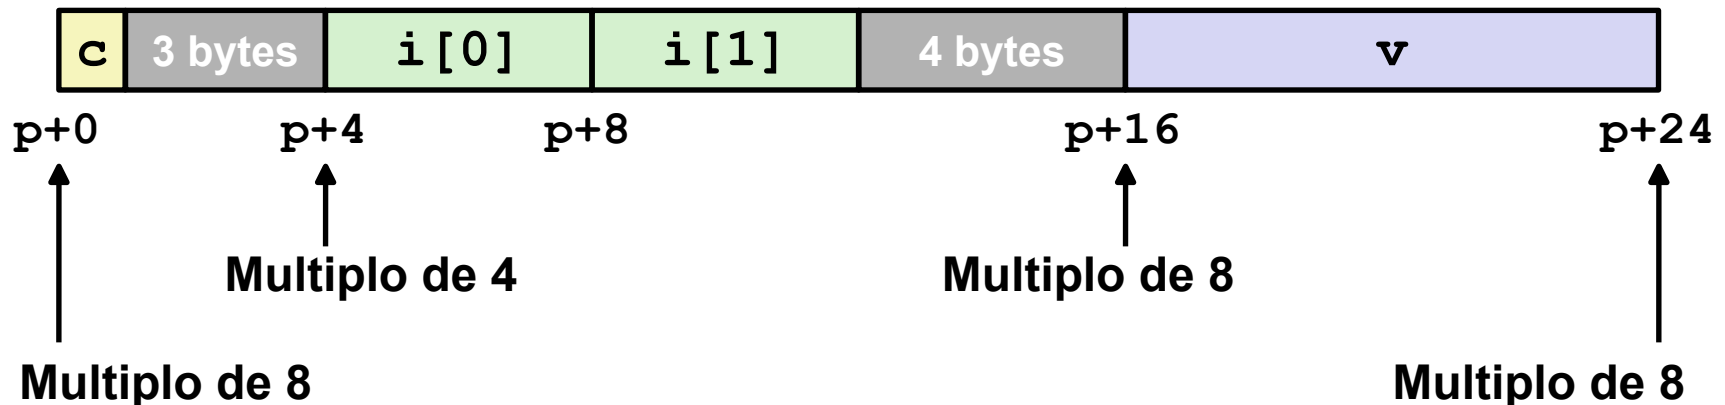 c 3 bytes i[0] i[1] 4 bytes v
p+0 p+4 p+8 p+16 p+24
Multiplo de 4 Multiplo de 8
Multiplo de 8 Multiplo de 8